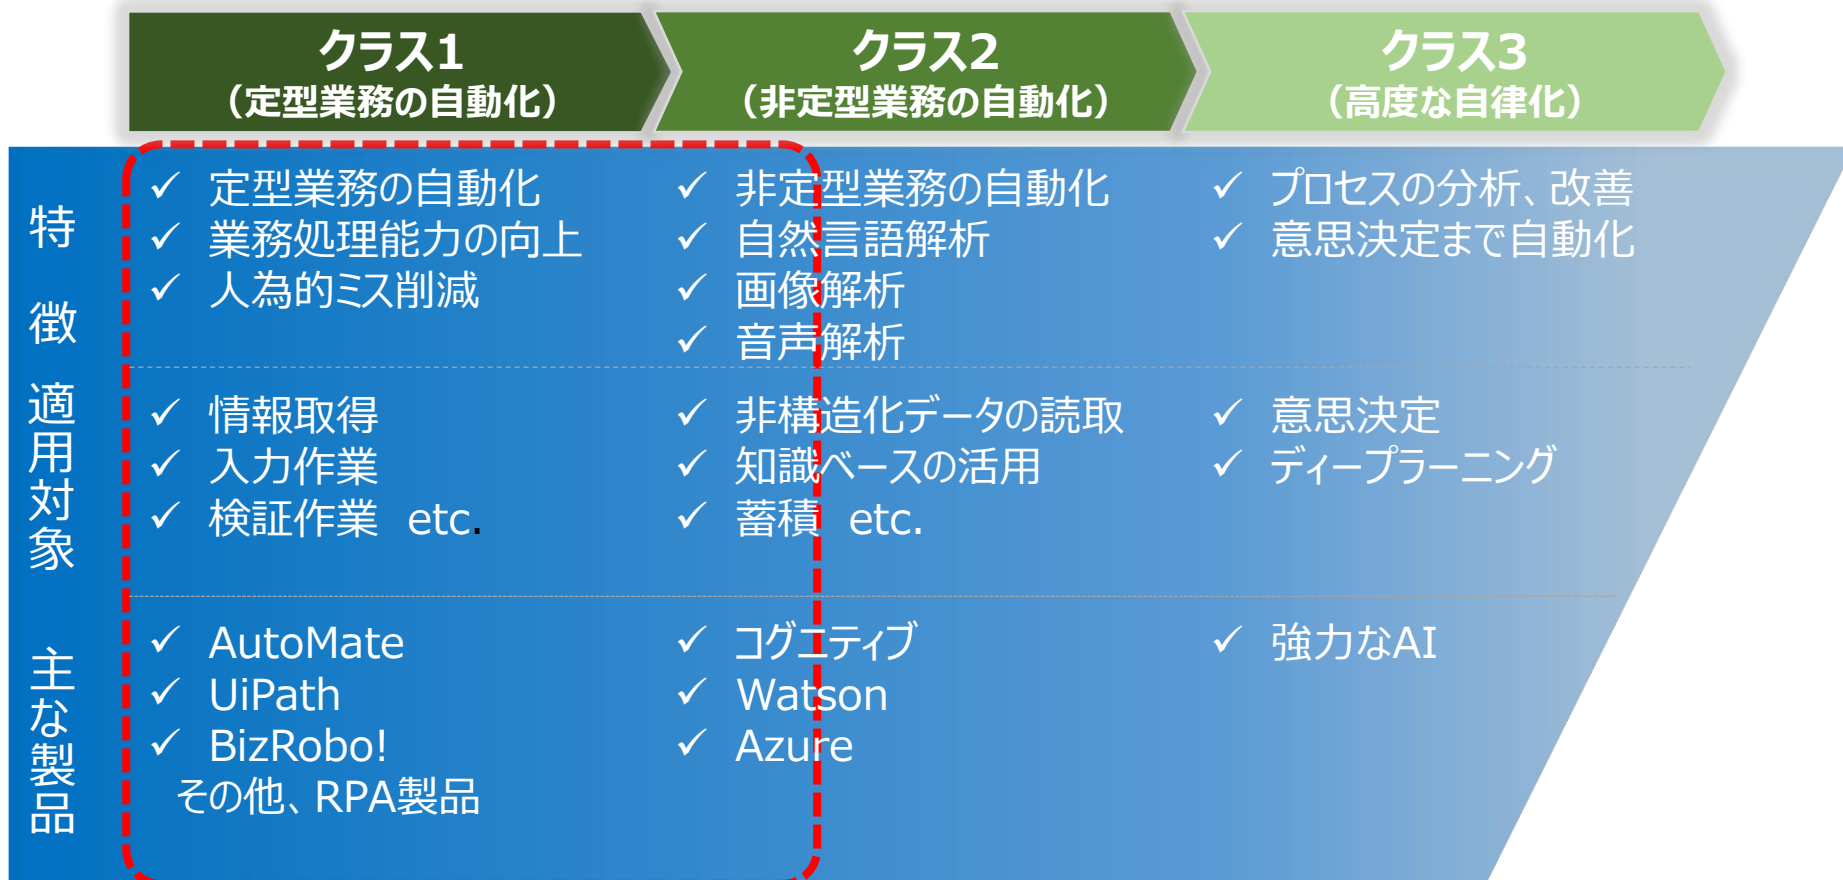 クラス1
（定型業務の自動化）
クラス2
（非定型業務の自動化）
クラス3
（高度な自律化）
特徴
✓ 定型業務の自動化
✓ 業務処理能力の向上
✓ 人為的ミス削減
✓ 非定型業務の自動化
✓ 自然言語解析
✓ 画像解析
✓ 音声解析
✓ プロセスの分析、改善
✓ 意思決定まで自動化
適用対象
✓ 情報取得
✓ 入力作業
✓ 検証作業 etc.
✓ 非構造化データの読取
✓ 知識ベースの活用
✓ 蓄積 etc.
✓ 意思決定
✓ ディープラーニング
主な製品
✓ AutoMate
✓ UiPath
✓ BizRobo!
その他、RPA製品
✓ コグニティブ
✓ Watson
✓ Azure
✓ 強力なAI